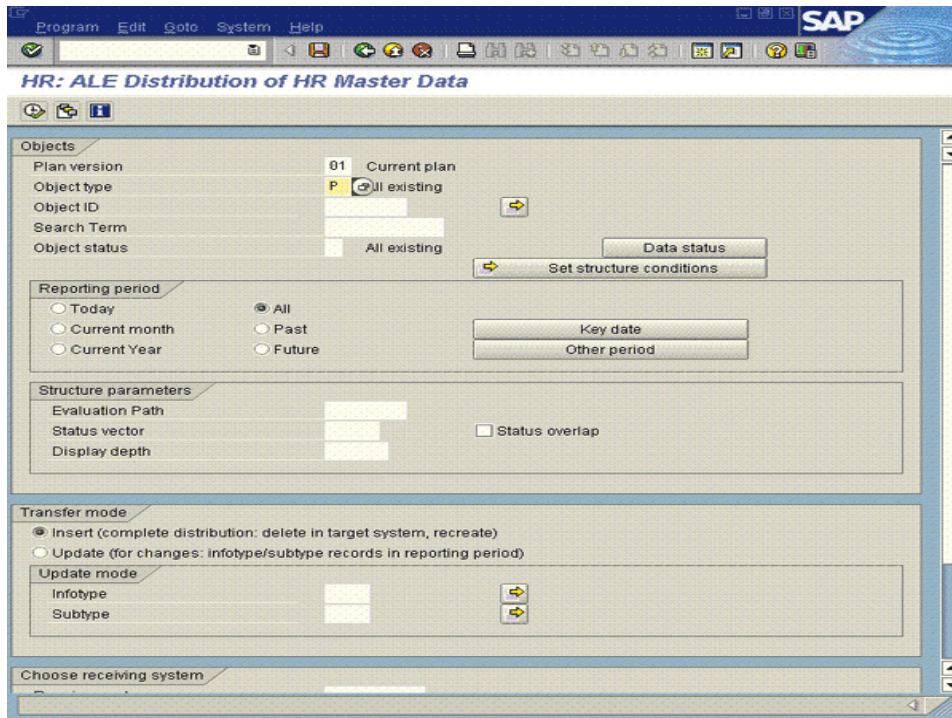 Program Edit Goto System Help
SAP
HR: ALE Distribution of HR Master Data
Objects
Plan version 01 Current plan
Object type P ll existing
Object ID
Search Term
Object status All existing Data status
Set structure conditions
Reporting period
Today All
Current month Past Key date
Current Year Future Other period
Structure parameters
Evaluation Path
Status vector Status overlap
Display depth
Transfer mode
Insert (complete distribution: delete in target system, recreate)
Update (for changes: infotype/subtype records in reporting period)
Update mode
Infotype
Subtype
Choose receiving system